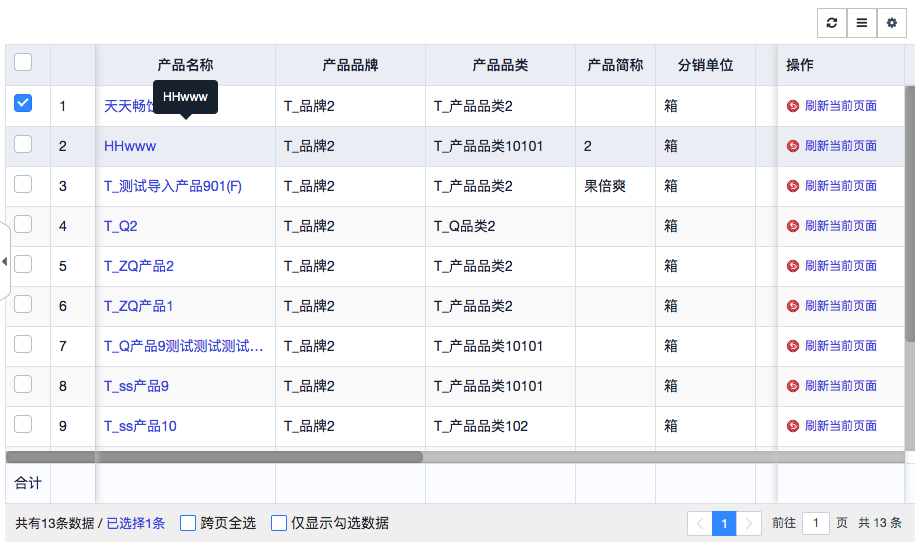 产品名称 产品品牌 产品品类 产品简称 分销单位 操作
HHwww
1 天天畅饮 T_品牌2 T_产品品类2 箱 刷新当前页面
2 HHwww T_品牌2 T_产品品类10101 2 箱 刷新当前页面
3 T_测试导入产品901(F) T_品牌2 T_产品品类2 果倍爽 箱 刷新当前页面
4 T_Q2 T_品牌2 T_Q品类2 箱 刷新当前页面
5 T_ZQ产品2 T_品牌2 T_产品品类2 箱 刷新当前页面
6 T_ZQ产品1 T_品牌2 T_产品品类2 箱 刷新当前页面
7 T_Q产品9测试测试测试... T_品牌2 T_产品品类10101 箱 刷新当前页面
8 T_ss产品9 T_品牌2 T_产品品类10101 箱 刷新当前页面
9 T_ss产品10 T_品牌2 T_产品品类102 箱 刷新当前页面
合计
共有13条数据 / 已选择1条 跨页全选 仅显示勾选数据 1 前往 1 页 共 13 条